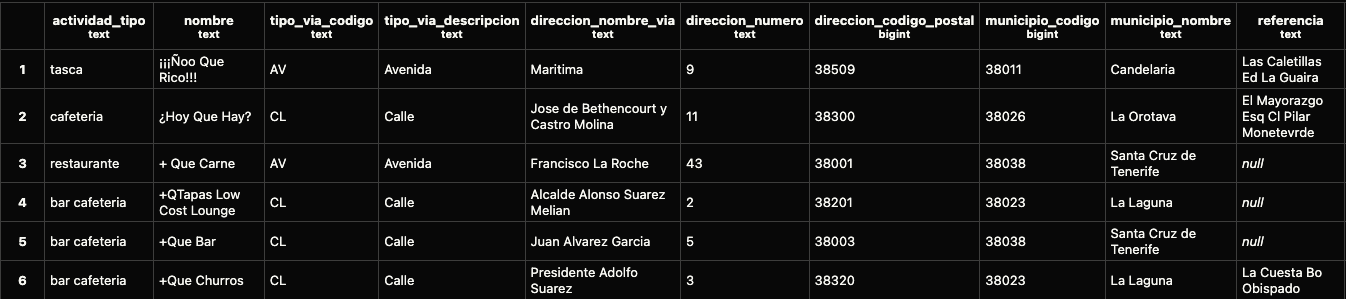 actividad_tipo nombre tipo_via_codigo tipo_via_descripcion direccion_nombre_via direccion_numero direccion_codigo_postal municipio_codigo municipio_nombre referencia
text text text text text text bigint bigint text text
1 tasca ¡¡¡Ñoo Que Rico!!! AV Avenida Maritima 9 38509 38011 Candelaria Las Caletillas Ed La Guaira
2 cafeteria ¿Hoy Que Hay? CL Calle Jose de Bethencourt y Castro Molina 11 38300 38026 La Orotava El Mayorazgo Esq Cl Pilar Monetevrde
3 restaurante + Que Carne AV Avenida Francisco La Roche 43 38001 38038 Santa Cruz de Tenerife null
4 bar cafeteria +QTapas Low Cost Lounge CL Calle Alcalde Alonso Suarez Melian 2 38201 38023 La Laguna null
5 bar cafeteria +Que Bar CL Calle Juan Alvarez Garcia 5 38003 38038 Santa Cruz de Tenerife null
6 bar cafeteria +Que Churros CL Calle Presidente Adolfo Suarez 3 38320 38023 La Laguna La Cuesta Bo Obispado